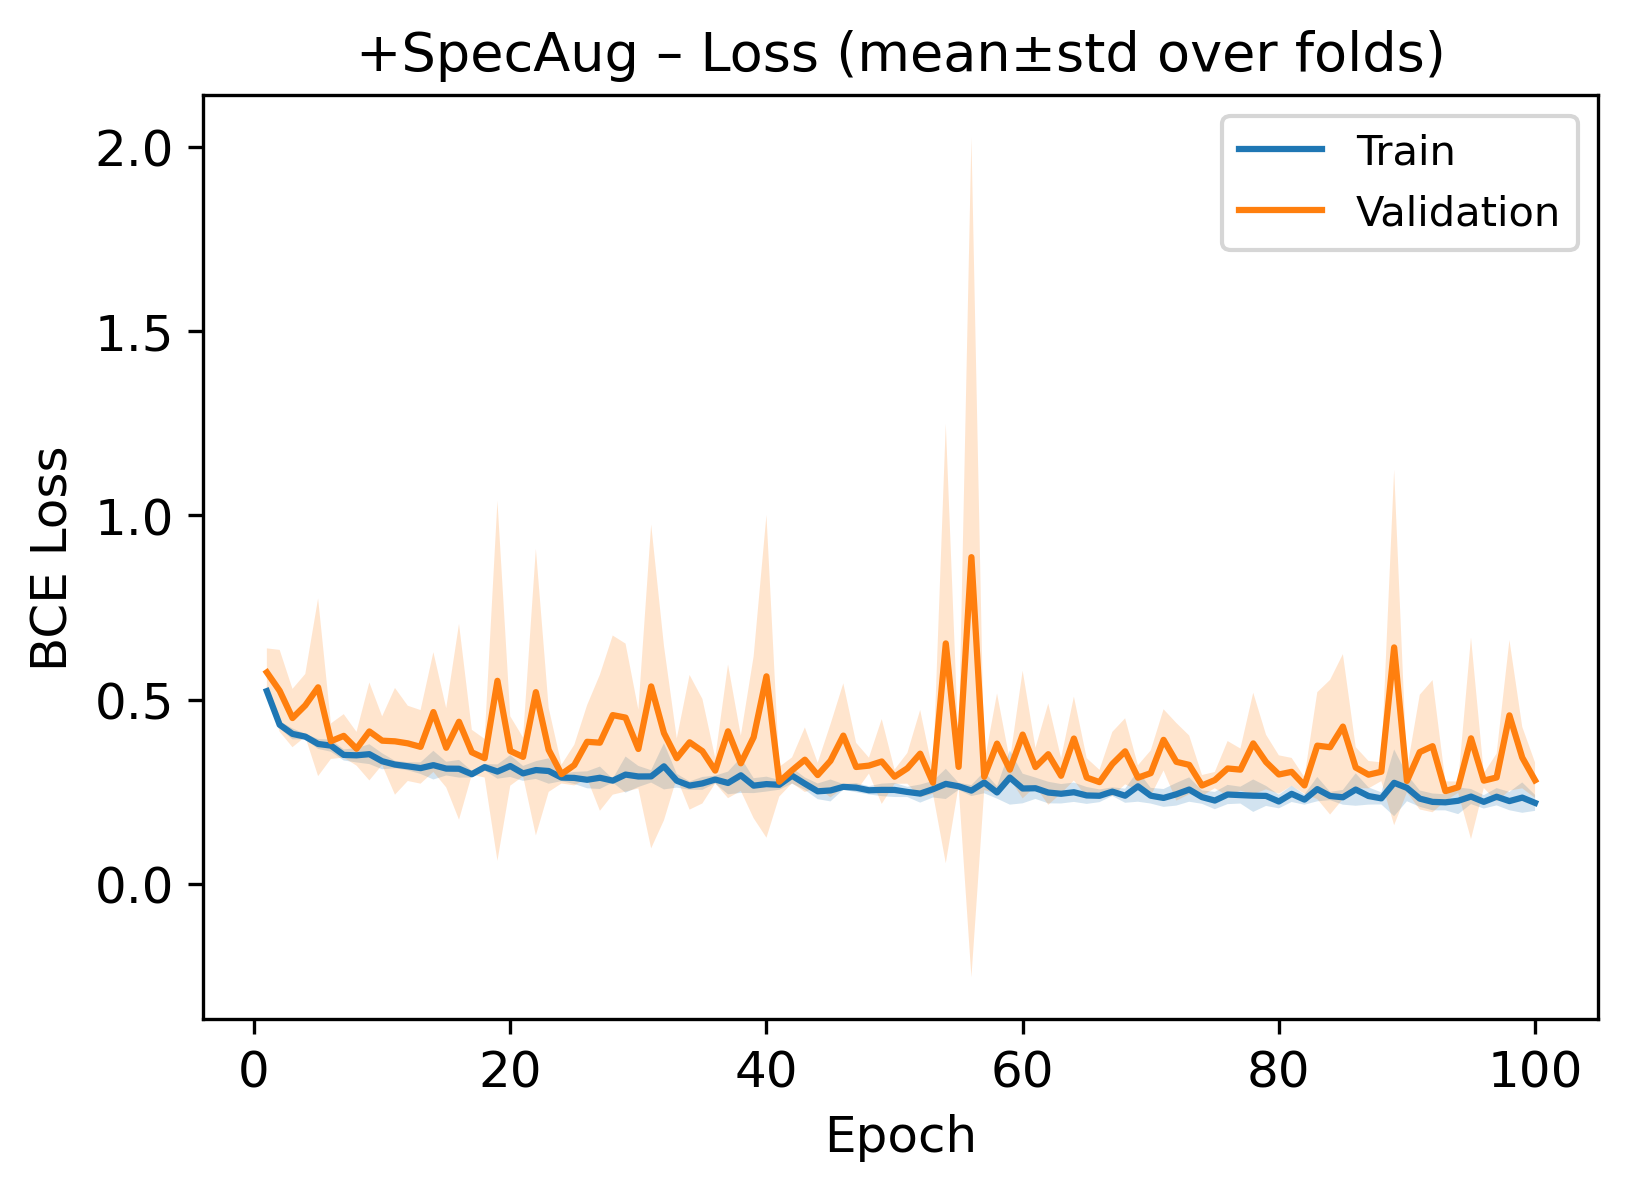 +SpecAug – Loss (mean±std over folds)
Train
Validation
BCE Loss
2.0
1.5
1.0
0.5
0.0
0 20 40 60 80 100
Epoch